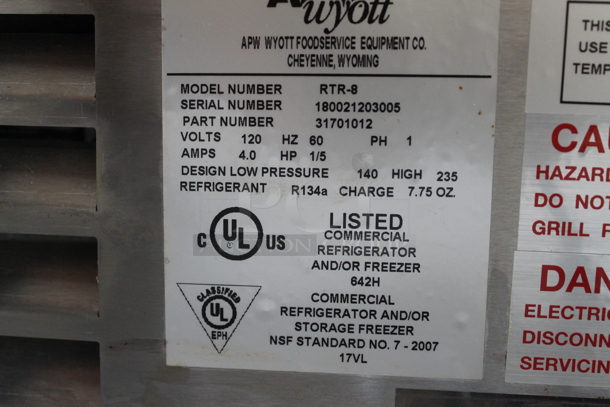 wyott
APW WYOTT FOODSERVICE EQUIPMENT CO.
CHEYENNE, WYOMING
MODEL NUMBER RTR-8
SERIAL NUMBER 180021203005
PART NUMBER 31701012
VOLTS 120 HZ 60 PH 1
AMPS 4.0 HP 1/5
DESIGN LOW PRESSURE 140 HIGH 235
REFRIGERANT R134a CHARGE 7.75 OZ.
C UL US
LISTED
COMMERCIAL
REFRIGERATOR
AND/OR FREEZER
642H
CLASSIFIED
UL
EPH
COMMERCIAL
REFRIGERATOR AND/OR
STORAGE FREEZER
NSF STANDARD NO. 7 - 2007
17VL
THIS
USE
TEMP
CAU
HAZARD
DO NOT
GRILL
DAN
ELECTRIC
DISCONN
SERVICIN